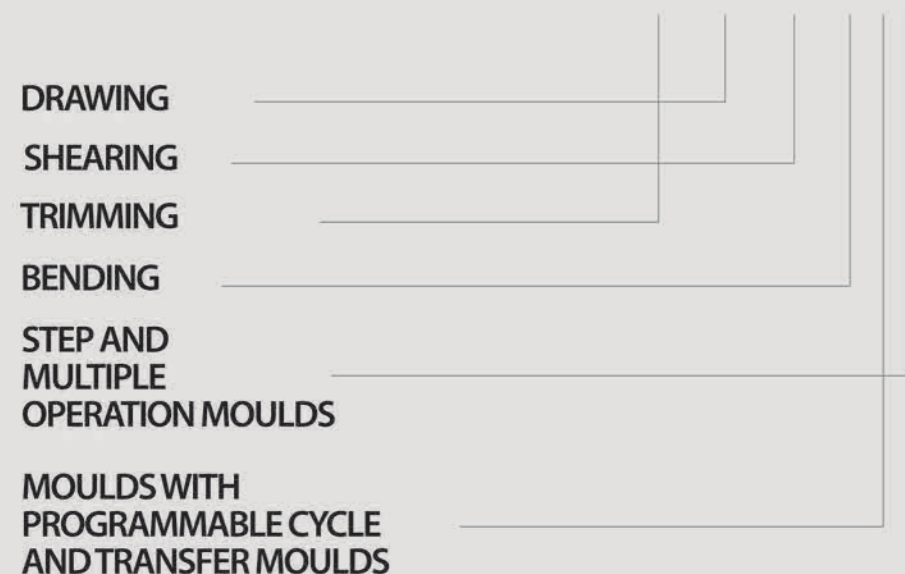 DRAWING
SHEARING
TRIMMING
BENDING
STEP AND
MULTIPLE
OPERATION MOULDS
MOULDS WITH
PROGRAMMABLE CYCLE
AND TRANSFER MOULDS